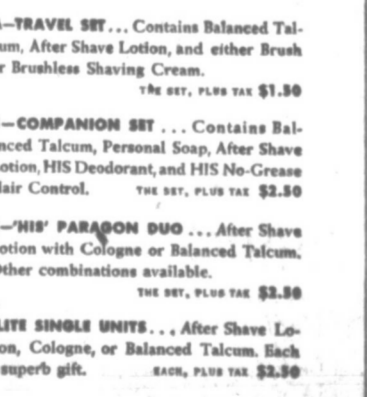 —TRAVEL SET... Contains Balanced Tal-
um, After Shave Lotion, and either Brush
r Brushless Shaving Cream.
THE SET, PLUS TAX $1.50
—COMPANION SET ... Contains Bal-
nced Talcum, Personal Soap, After Shave
otion, HIS Deodorant, and HIS No-Grease
air Control. THE SET, PLUS TAX $2.50
—'HIS' PARAGON DUO ... After Shave
otion with Cologne or Balanced Talcum.
ther combinations available.
THE SET, PLUS TAX
LITE SINGLE UNITS... After Shave Lo-
on, Cologne, or Balanced Talcum. Each
superb gift. EACH, PLUS TAX